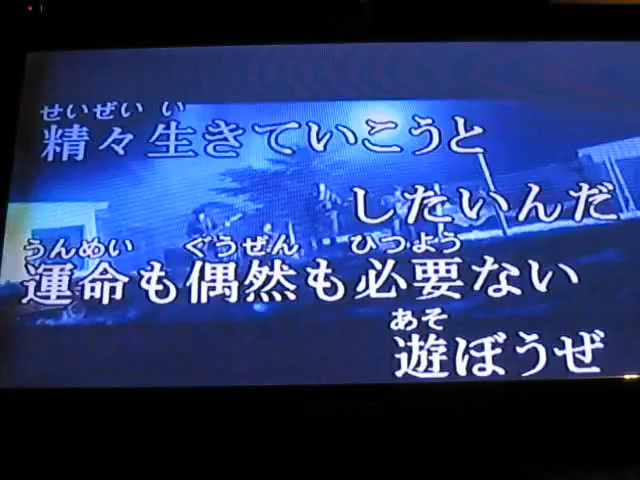 せいぜい い
精々生きていこうと
したいんだ
うんめい ぐうぜん ひつよう
運命も偶然も必要ない
あそ
遊ぼうぜ